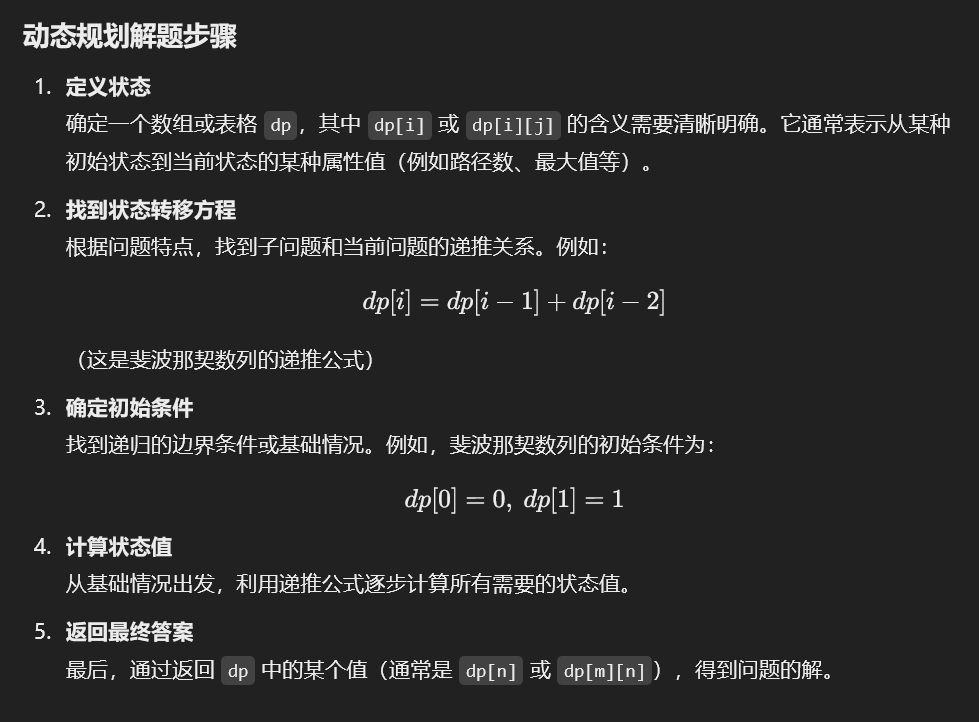 动态规划解题步骤
1. 定义状态
确定一个数组或表格 dp，其中 dp[i] 或 dp[i][j] 的含义需要清晰明确。它通常表示从某种
初始状态到当前状态的某种属性值（例如路径数、最大值等）。
2. 找到状态转移方程
根据问题特点，找到子问题和当前问题的递推关系。例如：
dp[i] = dp[i − 1] + dp[i − 2]
（这是斐波那契数列的递推公式）
3. 确定初始条件
找到递归的边界条件或基础情况。例如，斐波那契数列的初始条件为：
dp[0] = 0, dp[1] = 1
4. 计算状态值
从基础情况出发，利用递推公式逐步计算所有需要的状态值。
5. 返回最终答案
最后，通过返回 dp 中的某个值（通常是 dp[n] 或 dp[m][n]），得到问题的解。